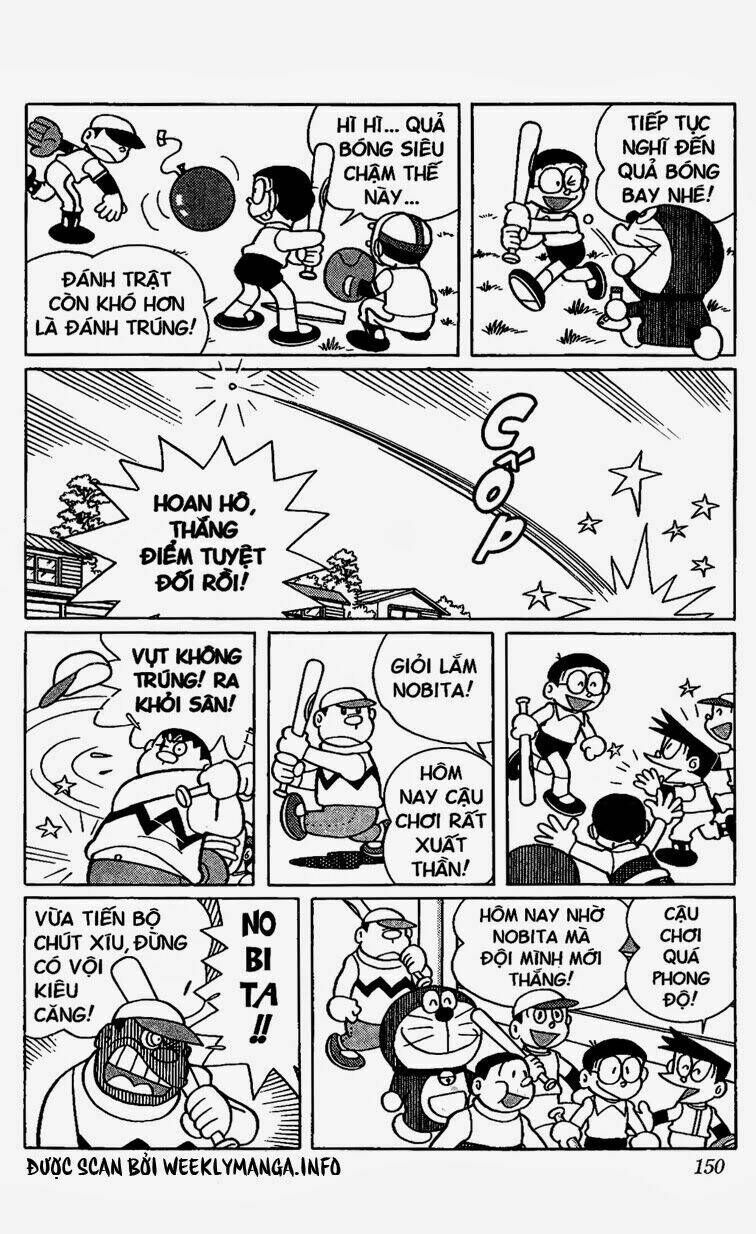 HÌ HÌ... QUẢ
BÓNG SIÊU
CHẬM THẾ
NÀY...
ĐÁNH TRẬT
CÒN KHÓ HƠN
LÀ ĐÁNH TRÚNG!
TIẾP TỤC
NGHĨ ĐẾN
QUẢ BÓNG
BAY NHÉ!
CỐP
HOAN HÔ,
THẮNG
ĐIỂM TUYỆT
ĐỐI RỒI!
VỤT KHÔNG
TRÚNG! RA
KHỎI SÂN!
GIỎI LẮM
NOBITA!
HÔM
NAY CẬU
CHƠI RẤT
XUẤT
THẦN!
VỪA TIẾN BỘ
CHÚT XÍU, ĐỪNG
CÓ VỘI
KIÊU
CĂNG!
NO
BI
TA!!
HÔM NAY NHỜ
NOBITA MÀ
ĐỘI MÌNH MỚI
THẮNG!
CẬU
CHƠI
QUÁ
PHONG
ĐỘ!
ĐƯỢC SCAN BỞI WEEKLYMANGA.INFO
150